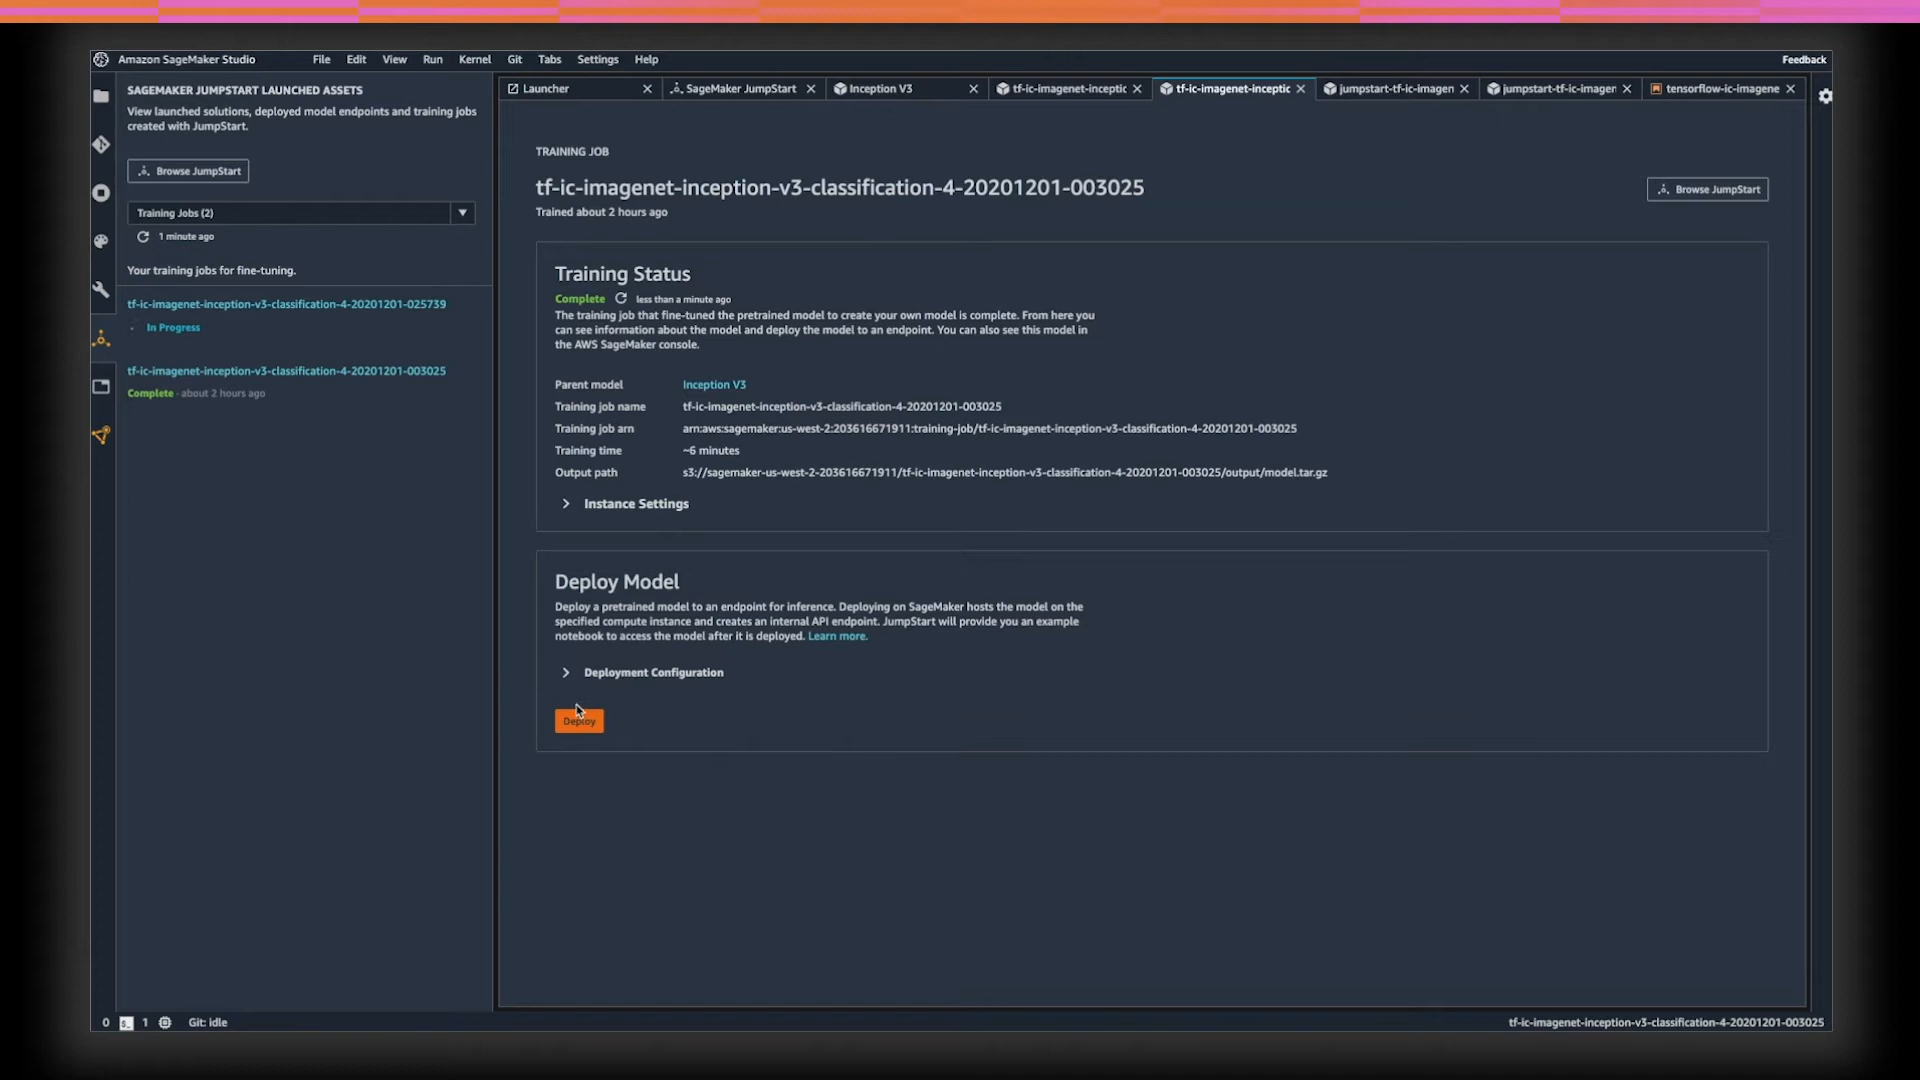 Amazon SageMaker Studio File Edit View Run Kernel Git Tabs Settings Help Feedback
SAGEMAKER JUMPSTART LAUNCHED ASSETS
View launched solutions, deployed model endpoints and training jobs
created with JumpStart.
Browse JumpStart
Training Jobs (2)
1 minute ago
Your training jobs for fine-tuning.
tf-ic-imagenet-inception-v3-classification-4-20201201-025739
In Progress
tf-ic-imagenet-inception-v3-classification-4-20201201-003025
Complete - about 2 hours ago
Launcher SageMaker JumpStart Inception V3 tf-ic-imagenet-inceptic tf-ic-imagenet-inceptic jumpstart-tf-ic-imagen jumpstart-tf-ic-imager tensorflow-ic-imagene
TRAINING JOB
tf-ic-imagenet-inception-v3-classification-4-20201201-003025
Browse JumpStart
Trained about 2 hours ago
Training Status
Complete less than a minute ago
The training job that fine-tuned the pretrained model to create your own model is complete. From here you
can see information about the model and deploy the model to an endpoint. You can also see this model in
the AWS SageMaker console.
Parent model Inception V3
Training job name tf-ic-imagenet-inception-v3-classification-4-20201201-003025
Training job arn arn:aws:sagemaker:us-west-2:203616671911:training-job/tf-ic-imagenet-inception-v3-classification-4-20201201-003025
Training time ~6 minutes
Output path s3://sagemaker-us-west-2-203616671911/tf-ic-imagenet-inception-v3-classification-4-20201201-003025/output/model.tar.gz
Instance Settings
Deploy Model
Deploy a pretrained model to an endpoint for inference. Deploying on SageMaker hosts the model on the
specified compute instance and creates an internal API endpoint. JumpStart will provide you an example
notebook to access the model after it is deployed. Learn more.
Deployment Configuration
Deploy
0 1 Git: idle tf-ic-imagenet-inception-v3-classification-4-20201201-003025